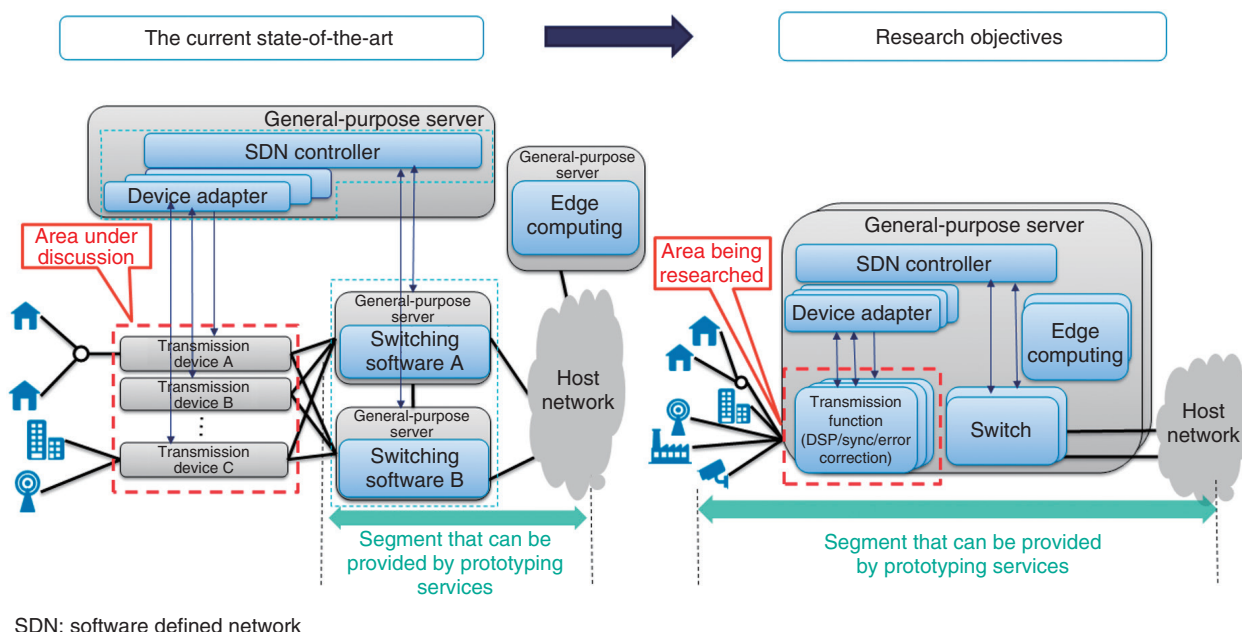 The current state-of-the-art
Research objectives
General-purpose server
SDN controller
Device adapter
General-purpose
server
Edge
computing
Area under
discussion
Transmission
device A
Transmission
device B
⋮
Transmission
device C
General-purpose
server
Switching
software A
General-purpose
server
Switching
software B
Host
network
Segment that can be
provided by prototyping
services
General-purpose server
SDN controller
Device adapter
Edge
computing
Area being
researched
Transmission
function
(DSP/sync/error
correction)
Switch
Host
network
Segment that can be provided
by prototyping services
SDN: software defined network